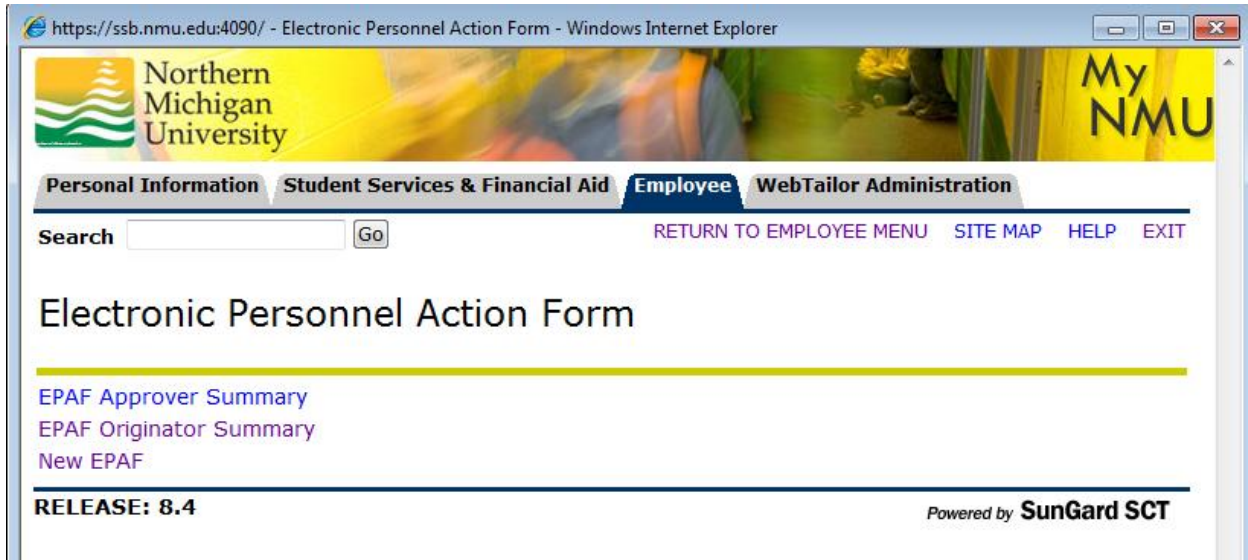 https://ssb.nmu.edu:4090/ - Electronic Personnel Action Form - Windows Internet Explorer
Northern
Michigan
University
My
NMU
Personal Information Student Services & Financial Aid Employee WebTailor Administration
Search Go RETURN TO EMPLOYEE MENU SITE MAP HELP EXIT
Electronic Personnel Action Form
EPAF Approver Summary
EPAF Originator Summary
New EPAF
RELEASE: 8.4 Powered by SunGard SCT